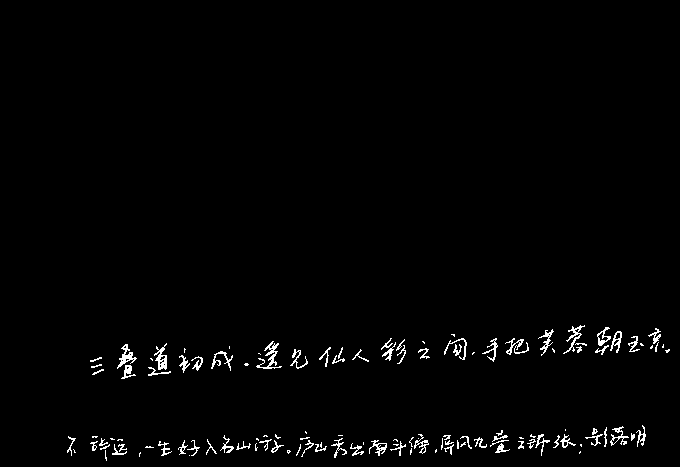 三叠道初成。遥见仙人彩之间,手把芙蓉朝玉京。
不辞远,一生好入名山游。庐山秀出南斗傍,屏风九叠云锦张;影落明